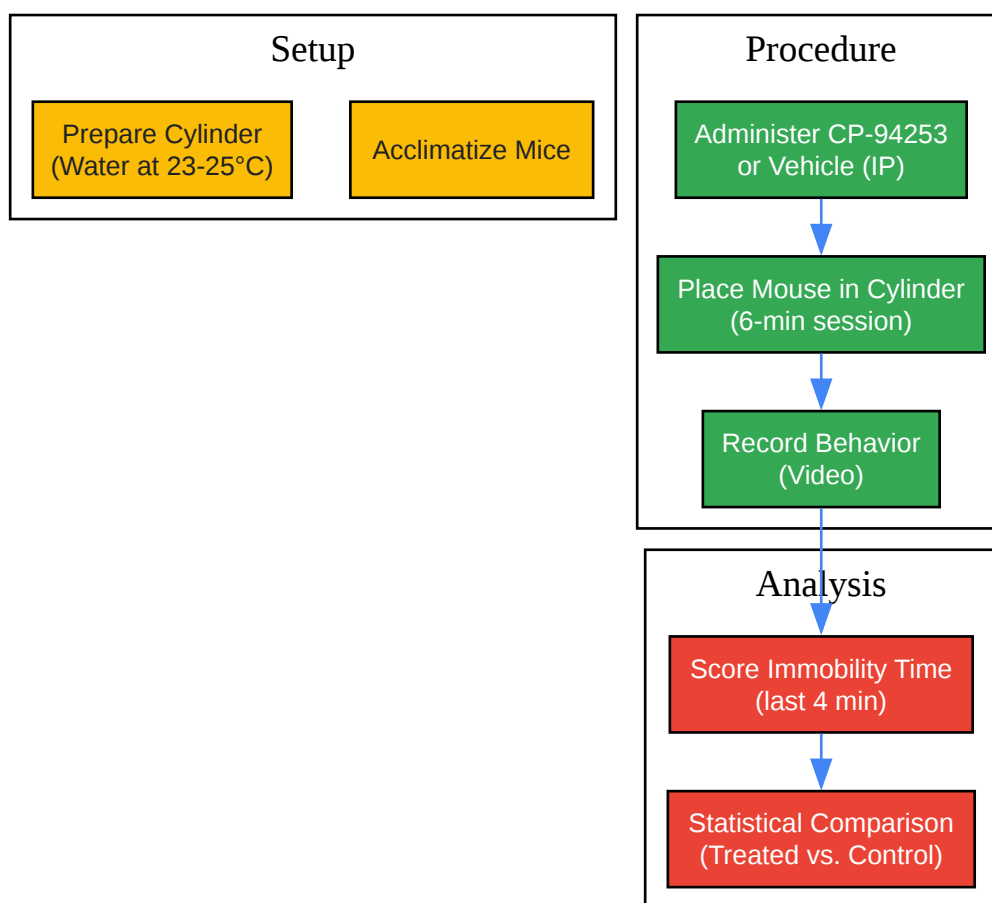 Setup
Prepare Cylinder
(Water at 23-25°C)
Acclimatize Mice
Procedure
Administer CP-94253
or Vehicle (IP)
Place Mouse in Cylinder
(6-min session)
Record Behavior
(Video)
Analysis
Score Immobility Time
(last 4 min)
Statistical Comparison
(Treated vs. Control)